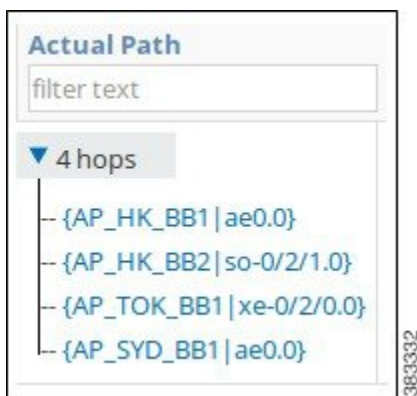 Actual Path
filter text
4 hops
{AP_HK_BB1|ae0.0}
{AP_HK_BB2|so-0/2/1.0}
{AP_TOK_BB1|xe-0/2/0.0}
{AP_SYD_BB1|ae0.0}
383332